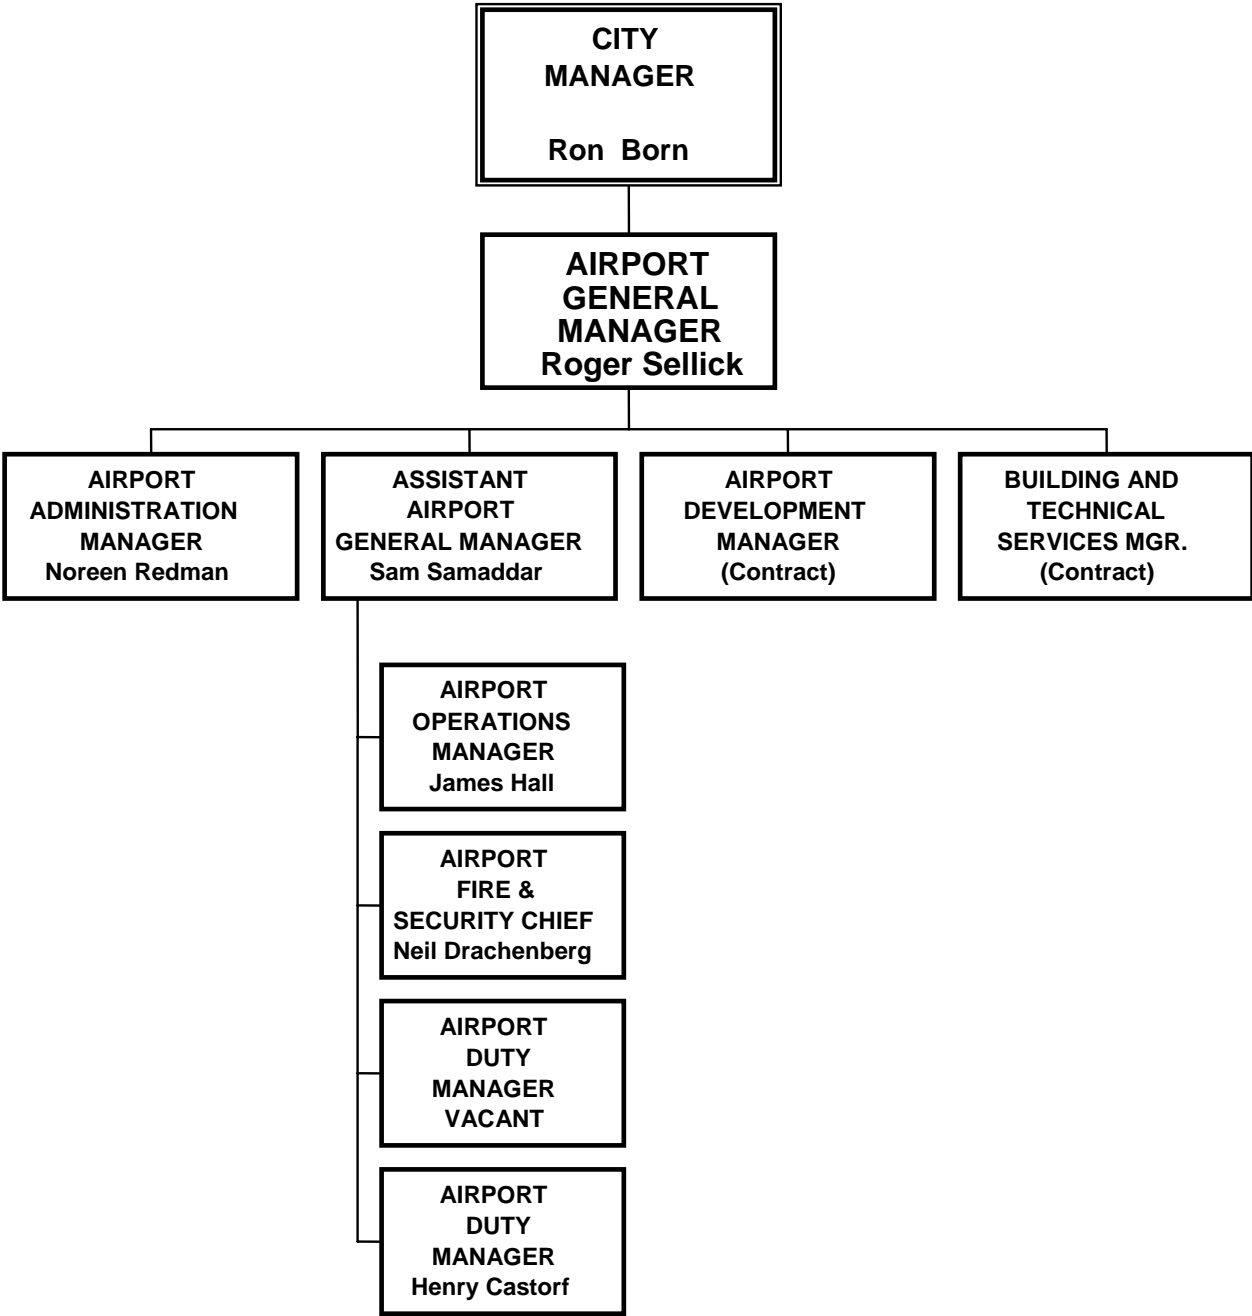 CITY
MANAGER
Ron Born
AIRPORT
GENERAL
MANAGER
Roger Sellick
AIRPORT
ADMINISTRATION
MANAGER
Noreen Redman
ASSISTANT
AIRPORT
GENERAL MANAGER
Sam Samaddar
AIRPORT
DEVELOPMENT
MANAGER
(Contract)
BUILDING AND
TECHNICAL
SERVICES MGR.
(Contract)
AIRPORT
OPERATIONS
MANAGER
James Hall
AIRPORT
FIRE &
SECURITY CHIEF
Neil Drachenberg
AIRPORT
DUTY
MANAGER
VACANT
AIRPORT
DUTY
MANAGER
Henry Castorf